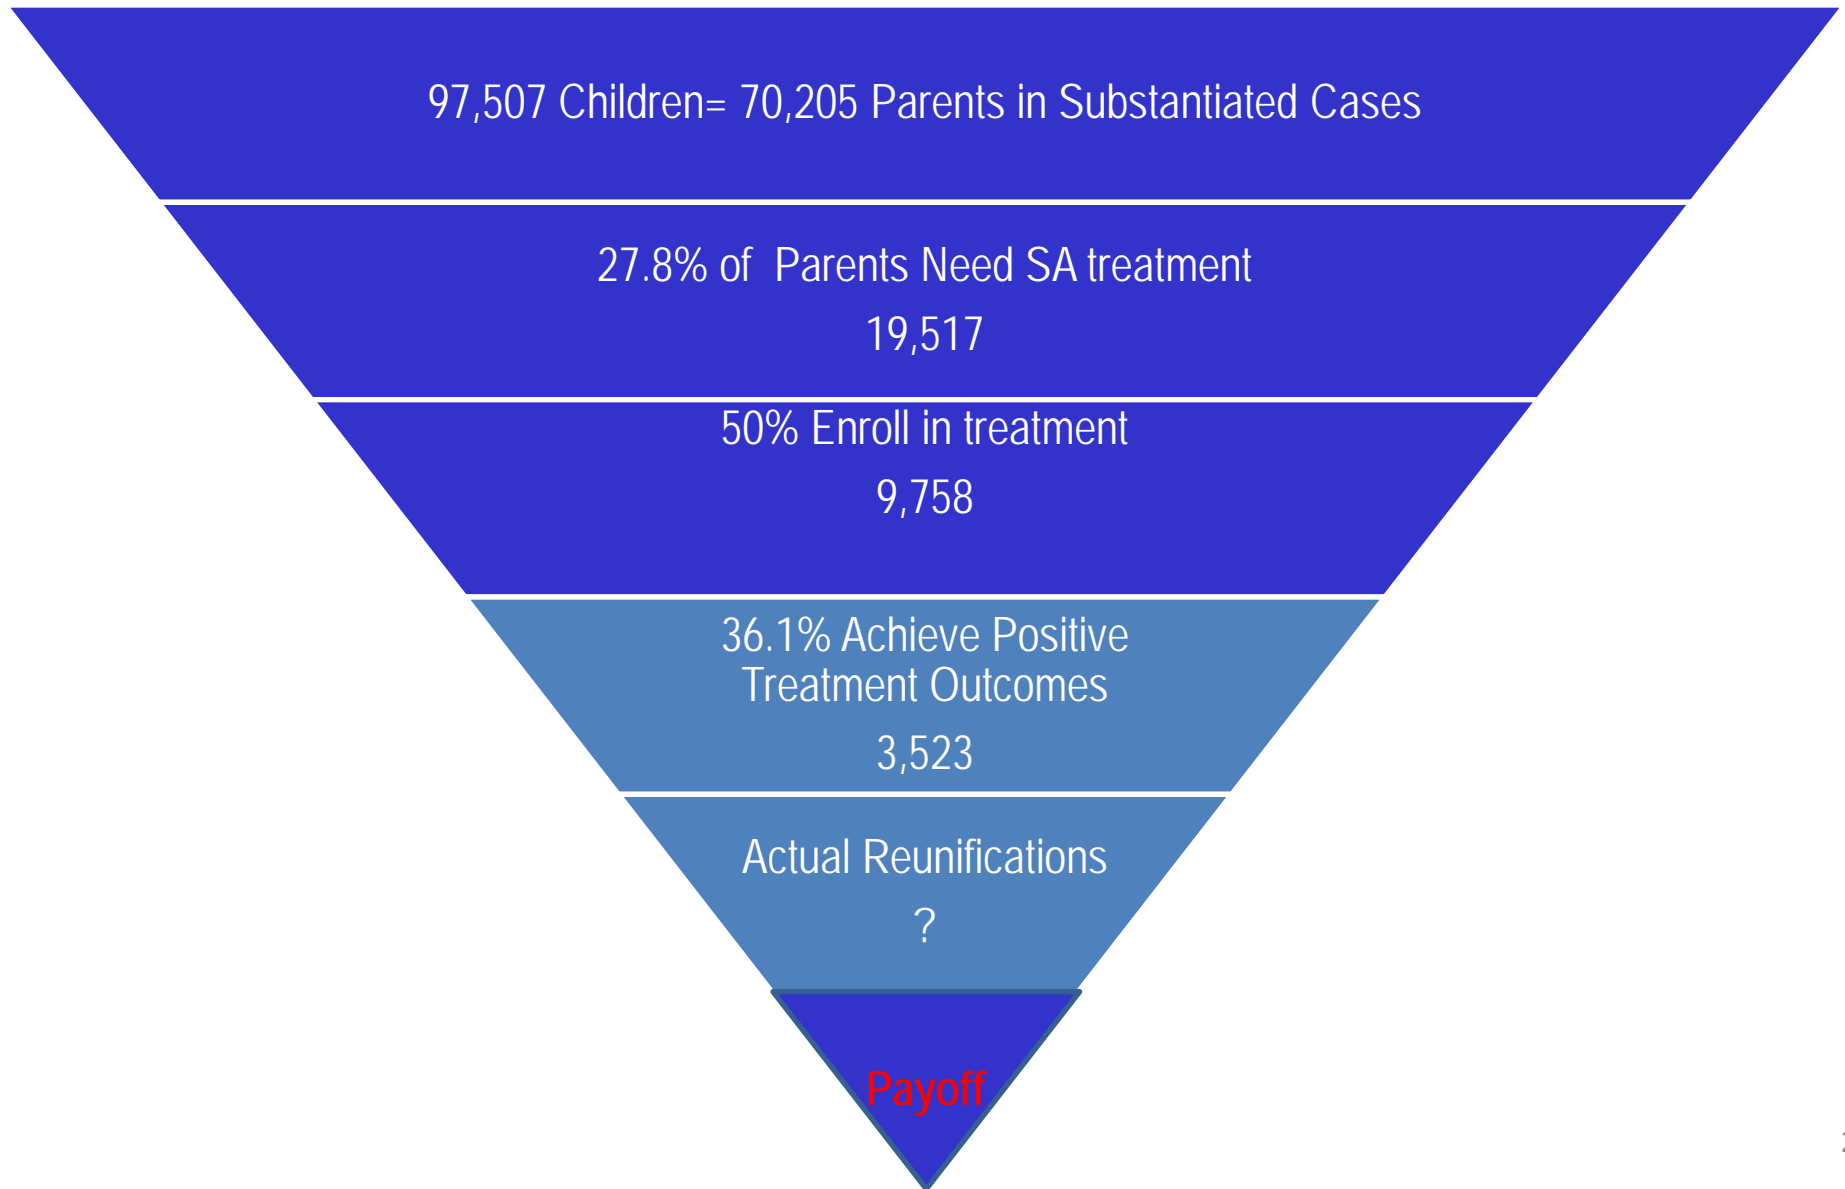 97,507 Children= 70,205 Parents in Substantiated Cases
27.8% of Parents Need SA treatment
19,517
50% Enroll in treatment
9,758
36.1% Achieve Positive
Treatment Outcomes
3,523
Actual Reunifications
?
Payoff